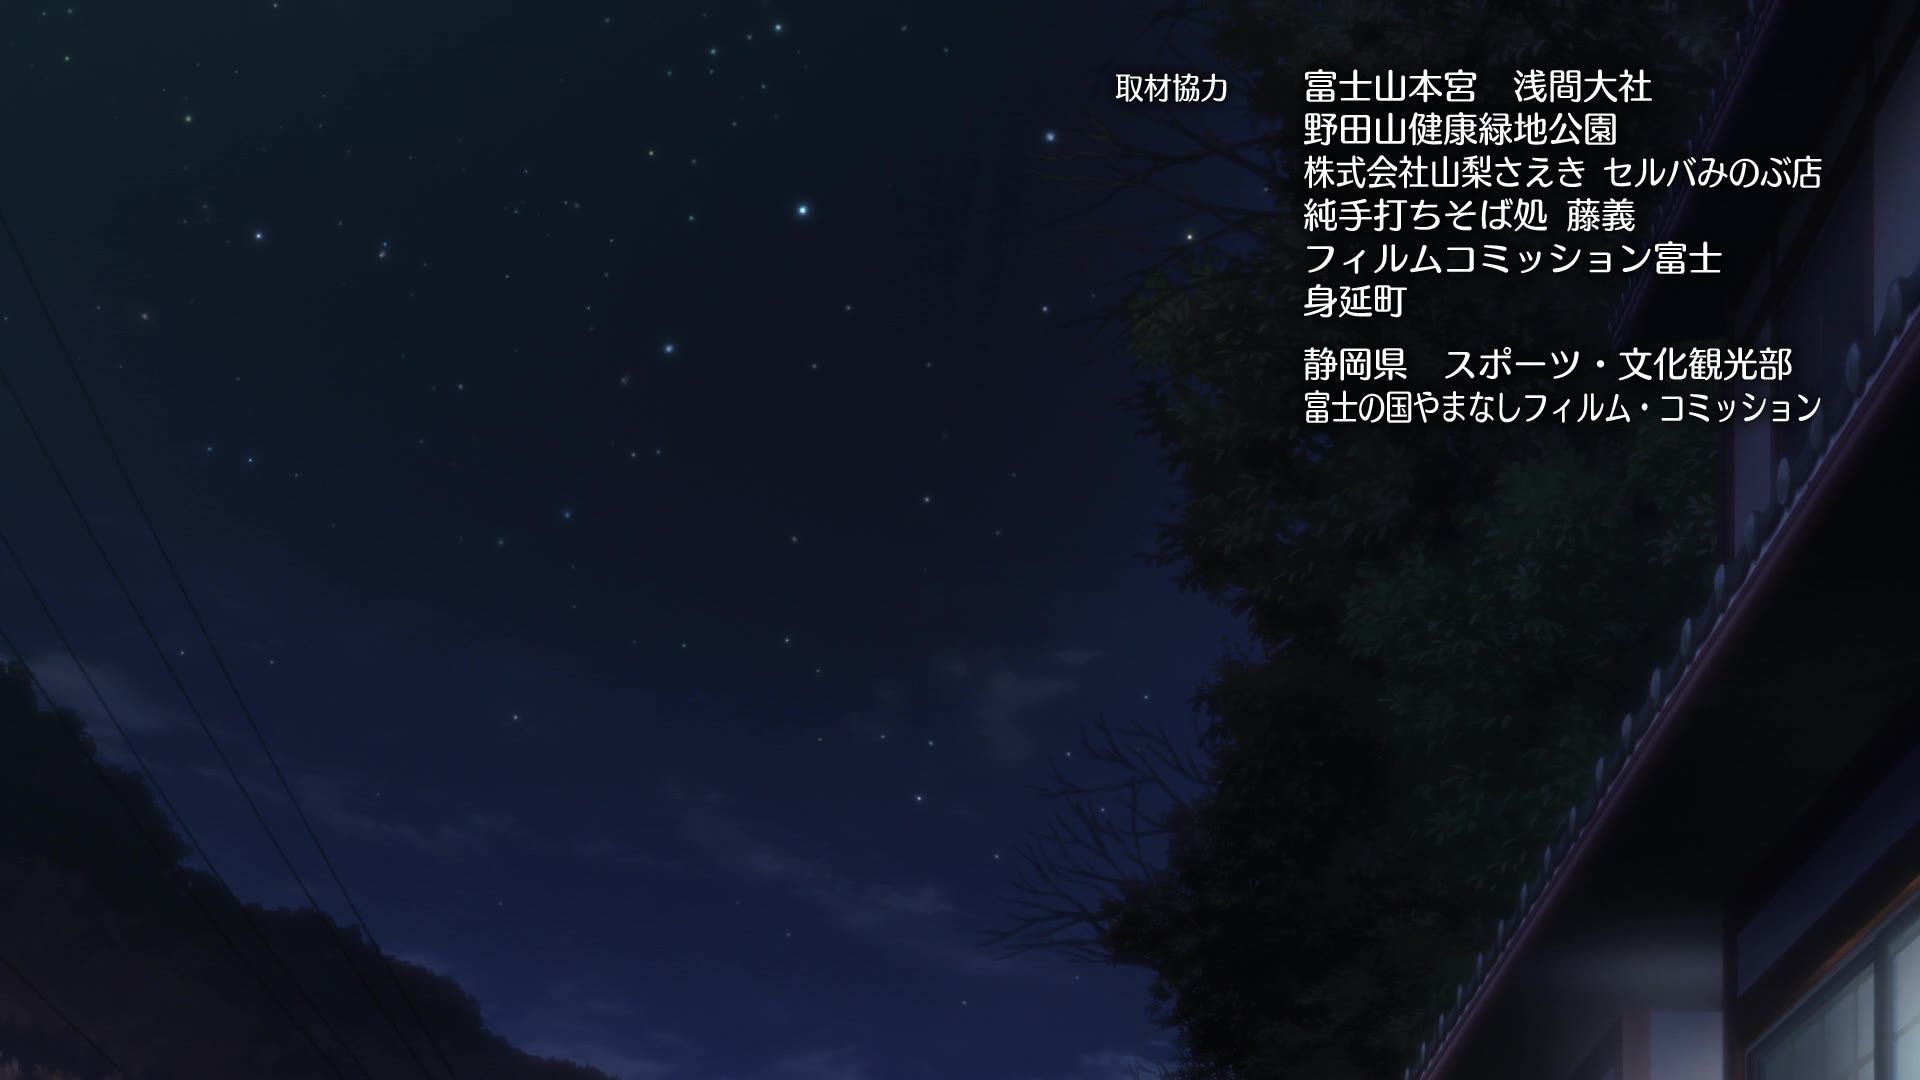 取材協力 富士山本宮　浅間大社
野田山健康緑地公園
株式会社山梨さえき セルバみのぶ店
純手打ちそば処 藤義
フィルムコミッション富士
身延町
静岡県　スポーツ・文化観光部
富士の国やまなしフィルム・コミッション